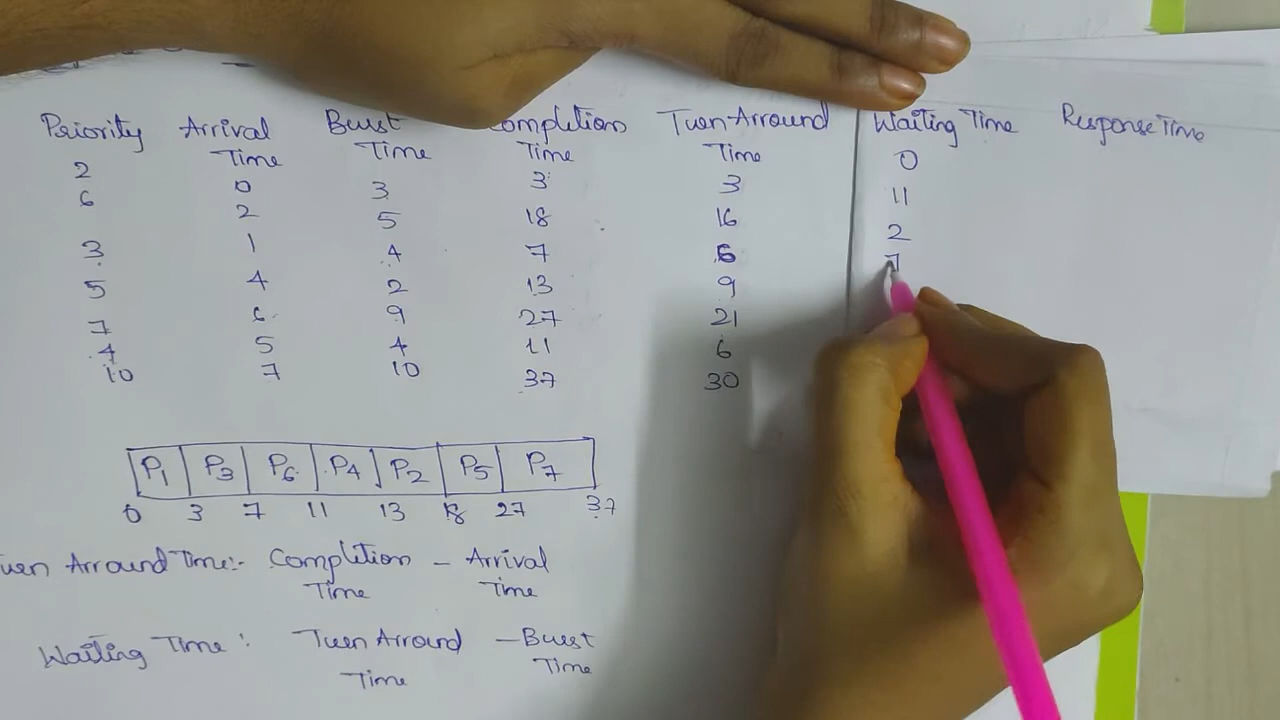 Priority Arrival Time Burst Time Completion Time Turn-Arround Time Waiting Time Response Time
2 0 3 3 3 0
6 2 5 18 16 11
3 1 4 7 6 2
5 4 2 13 9 7
7 6 9 27 21
4 5 4 11 6
10 7 10 37 30
P1 P3 P6 P4 P2 P5 P7
0 3 7 11 13 18 27 37
Arround Time:- Completion Time - Arrival Time
Waiting Time : Turn Arround Time - Burst Time